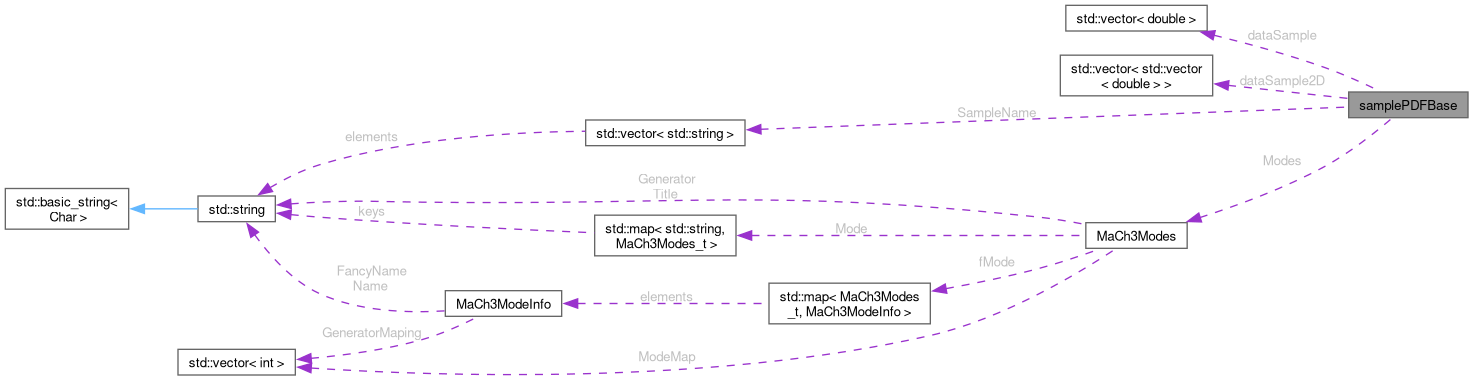 std::vector< double >
dataSample
std::vector< std::vector
< double > >
dataSample2D
samplePDFBase
SampleName
std::vector< std::string >
elements
Modes
Generator
Title
std::basic_string<
Char >
std::string
keys
std::map< std::string,
MaCh3Modes_t >
Mode
MaCh3Modes
fMode
FancyName
Name
MaCh3ModeInfo
elements
std::map< MaCh3Modes
_t, MaCh3ModeInfo >
GeneratorMaping
std::vector< int >
ModeMap